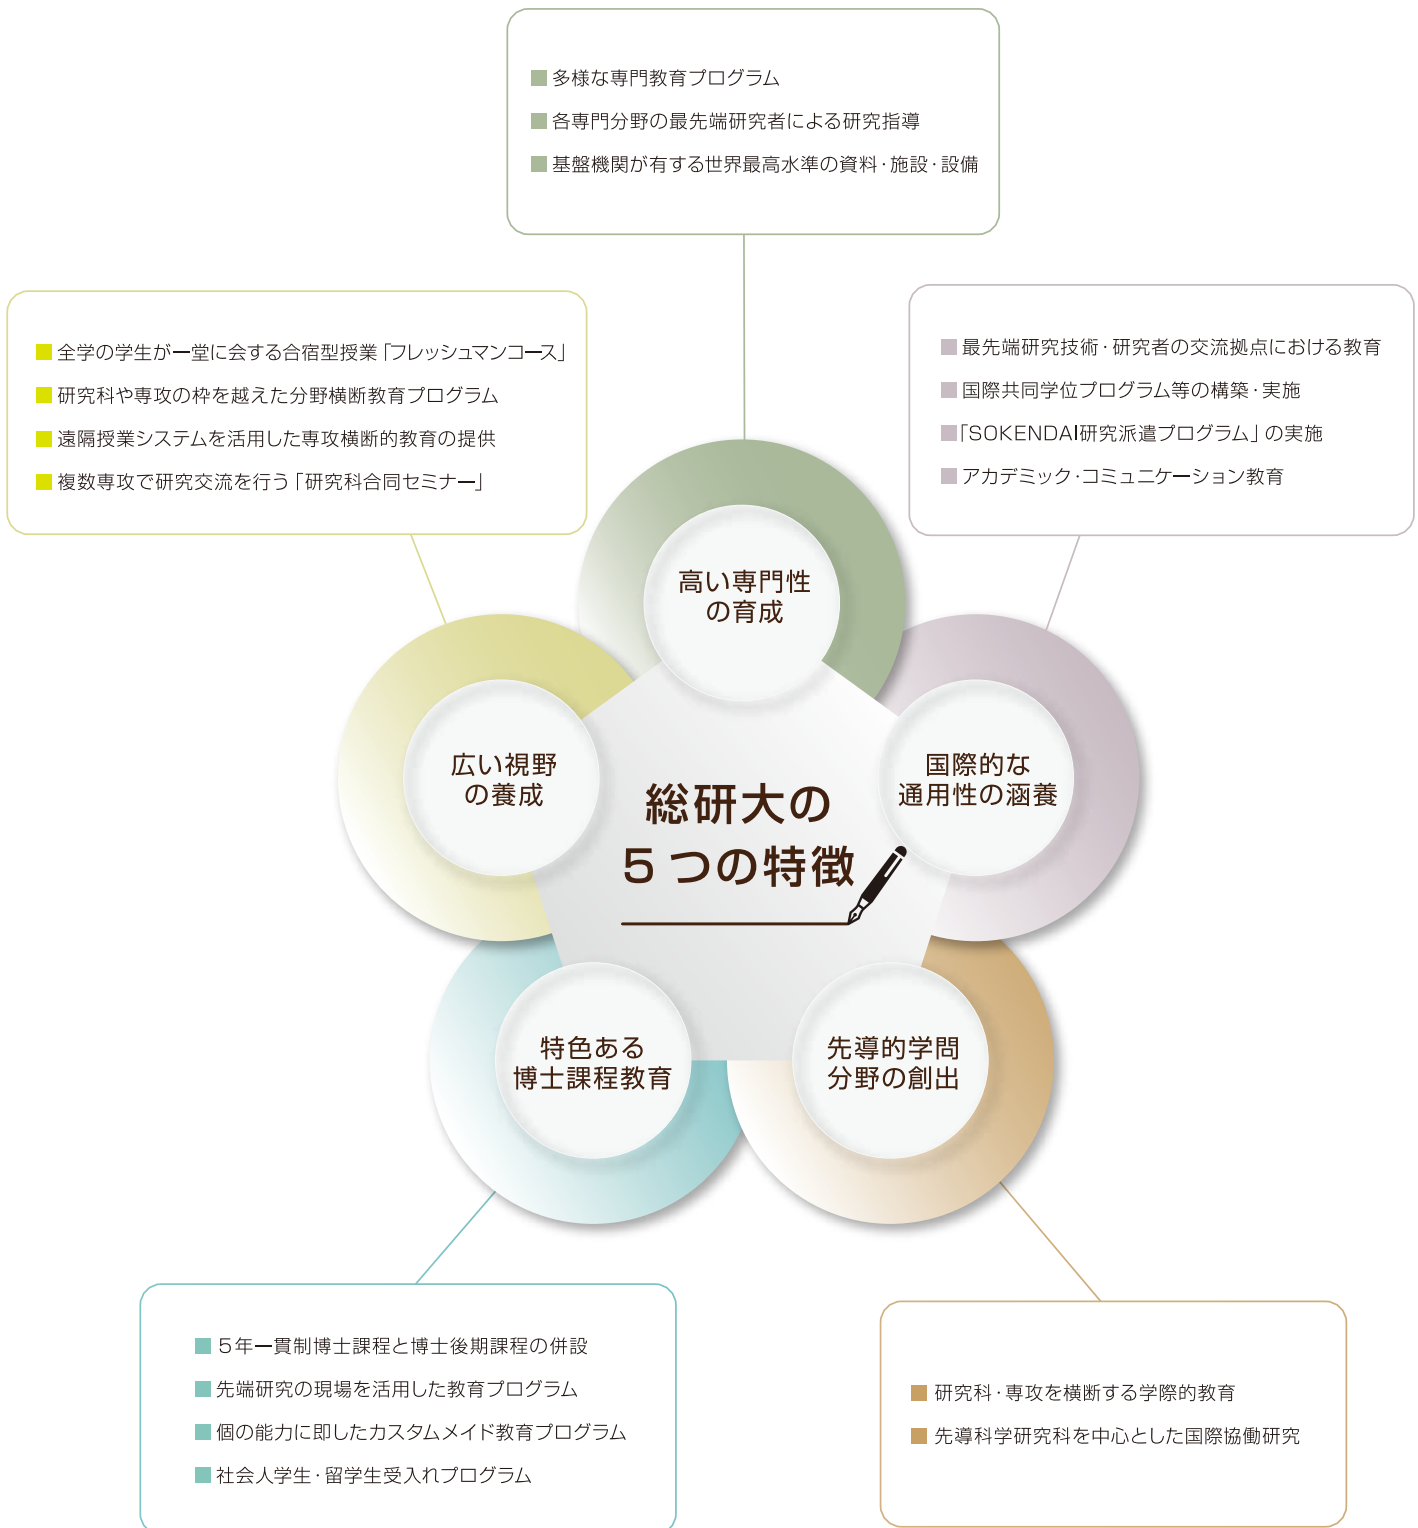 多様な専門教育プログラム
各専門分野の最先端研究者による研究指導
基盤機関が有する世界最高水準の資料・施設・設備
全学の学生が一堂に会する合宿型授業「フレッシュマンコース」
研究科や専攻の枠を越えた分野横断教育プログラム
遠隔授業システムを活用した専攻横断的教育の提供
複数専攻で研究交流を行う「研究科合同セミナー」
最先端研究技術・研究者の交流拠点における教育
国際共同学位プログラム等の構築・実施
「SOKENDAI研究派遣プログラム」の実施
アカデミック・コミュニケーション教育
高い専門性
の育成
広い視野
の養成
国際的な
通用性の涵養
総研大の
5つの特徴
特色ある
博士課程教育
先導的学問
分野の創出
5年一貫制博士課程と博士後期課程の併設
先端研究の現場を活用した教育プログラム
個の能力に即したカスタムメイド教育プログラム
社会人学生・留学生受入れプログラム
研究科・専攻を横断する学際的教育
先導科学研究科を中心とした国際協働研究